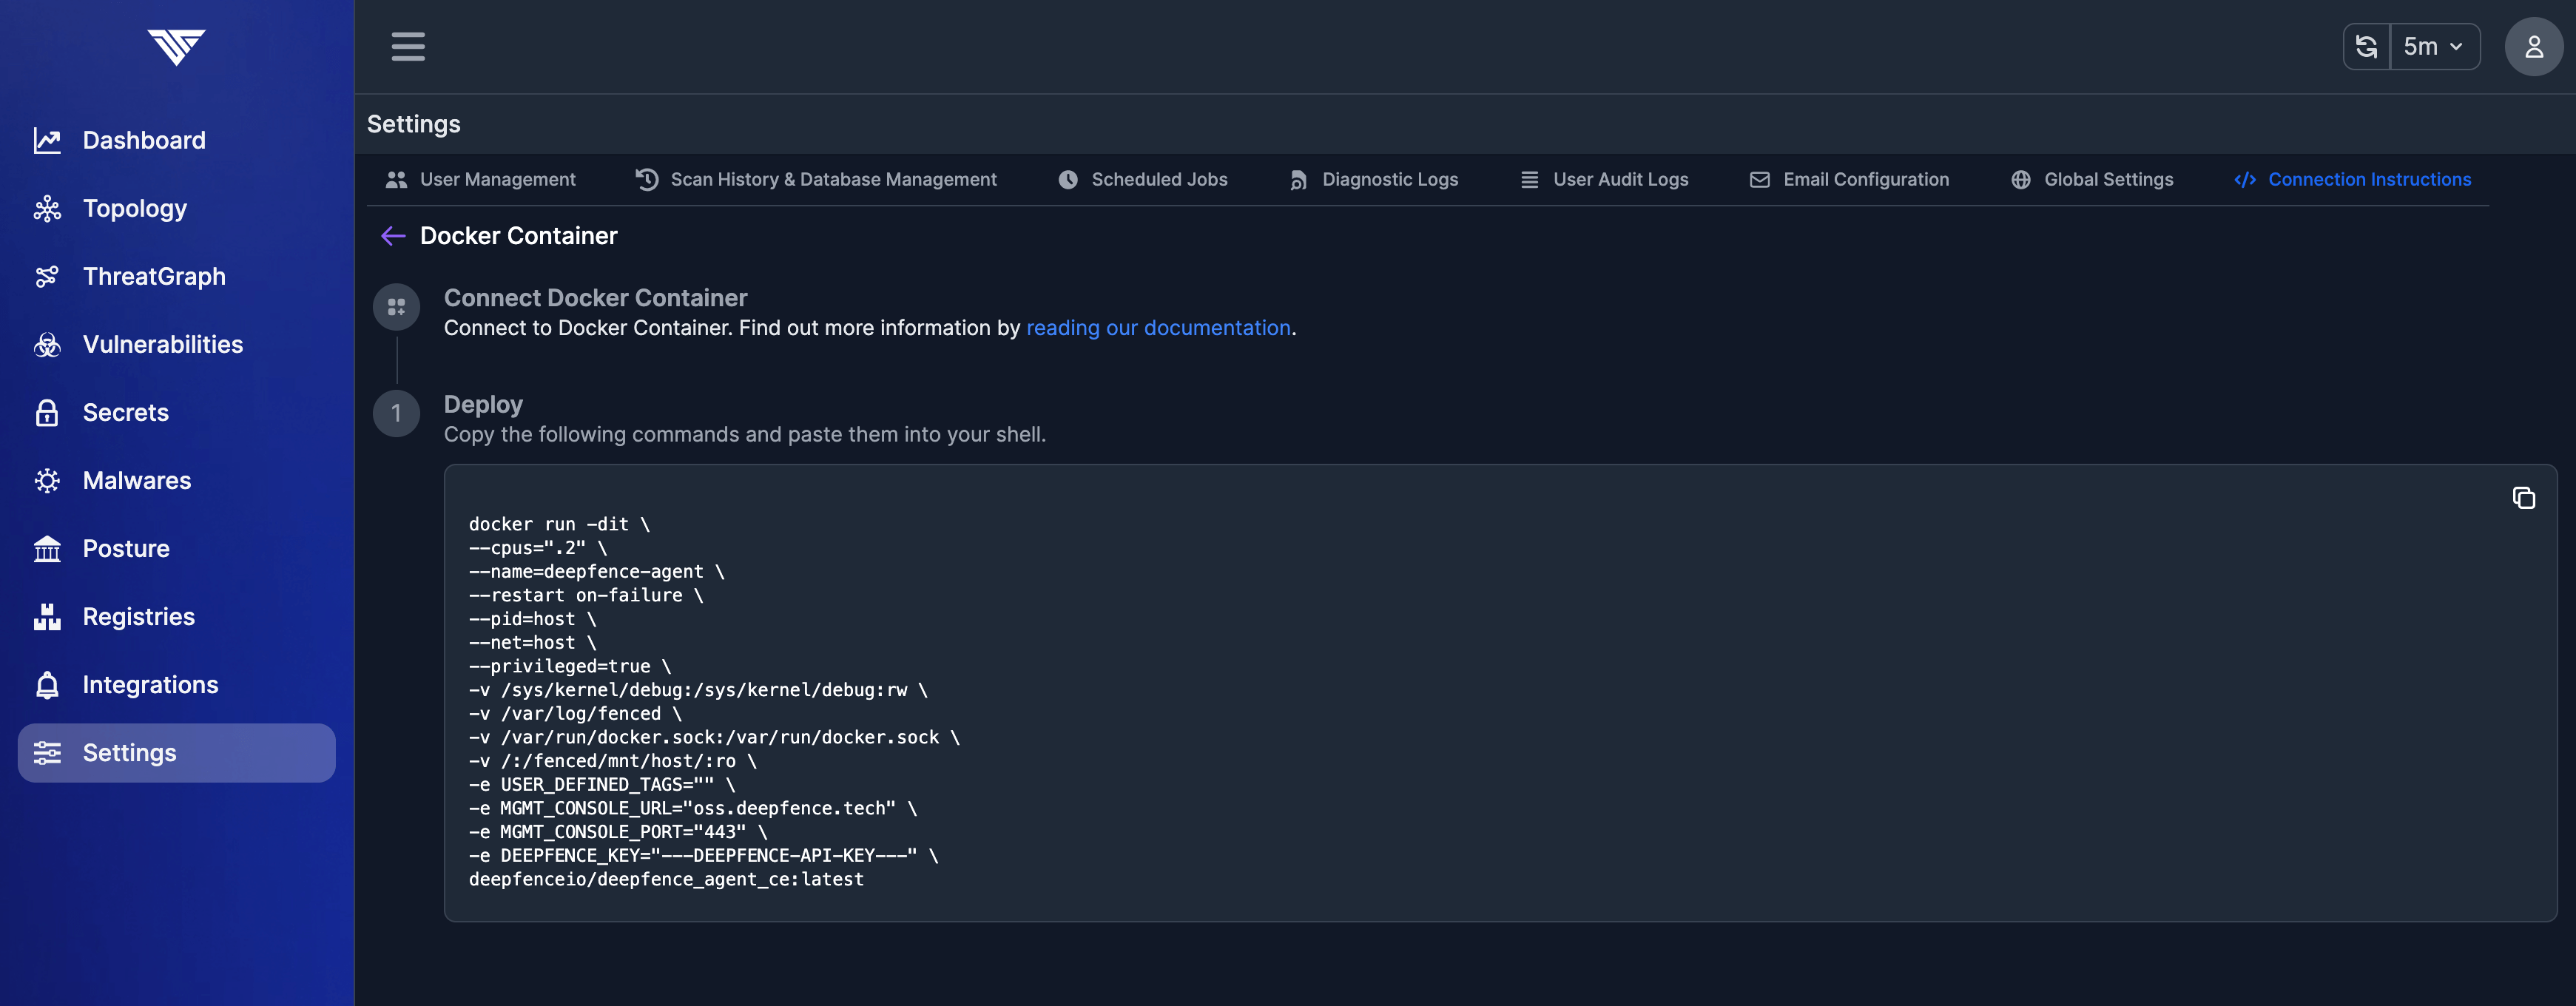 5m
Dashboard
Topology
ThreatGraph
Vulnerabilities
Secrets
Malwares
Posture
Registries
Integrations
Settings
Settings
User Management
Scan History & Database Management
Scheduled Jobs
Diagnostic Logs
User Audit Logs
Email Configuration
Global Settings
Connection Instructions
Docker Container
Connect Docker Container
Connect to Docker Container. Find out more information by reading our documentation.
1
Deploy
Copy the following commands and paste them into your shell.
docker run -dit \
--cpus=".2" \
--name=deepfence-agent \
--restart on-failure \
--pid=host \
--net=host \
--privileged=true \
-v /sys/kernel/debug:/sys/kernel/debug:rw \
-v /var/log/fenced \
-v /var/run/docker.sock:/var/run/docker.sock \
-v /:/fenced/mnt/host/:ro \
-e USER_DEFINED_TAGS="" \
-e MGMT_CONSOLE_URL="oss.deepfence.tech" \
-e MGMT_CONSOLE_PORT="443" \
-e DEEPFENCE_KEY="---DEEPFENCE-API-KEY---" \
deepfenceio/deepfence_agent_ce:latest